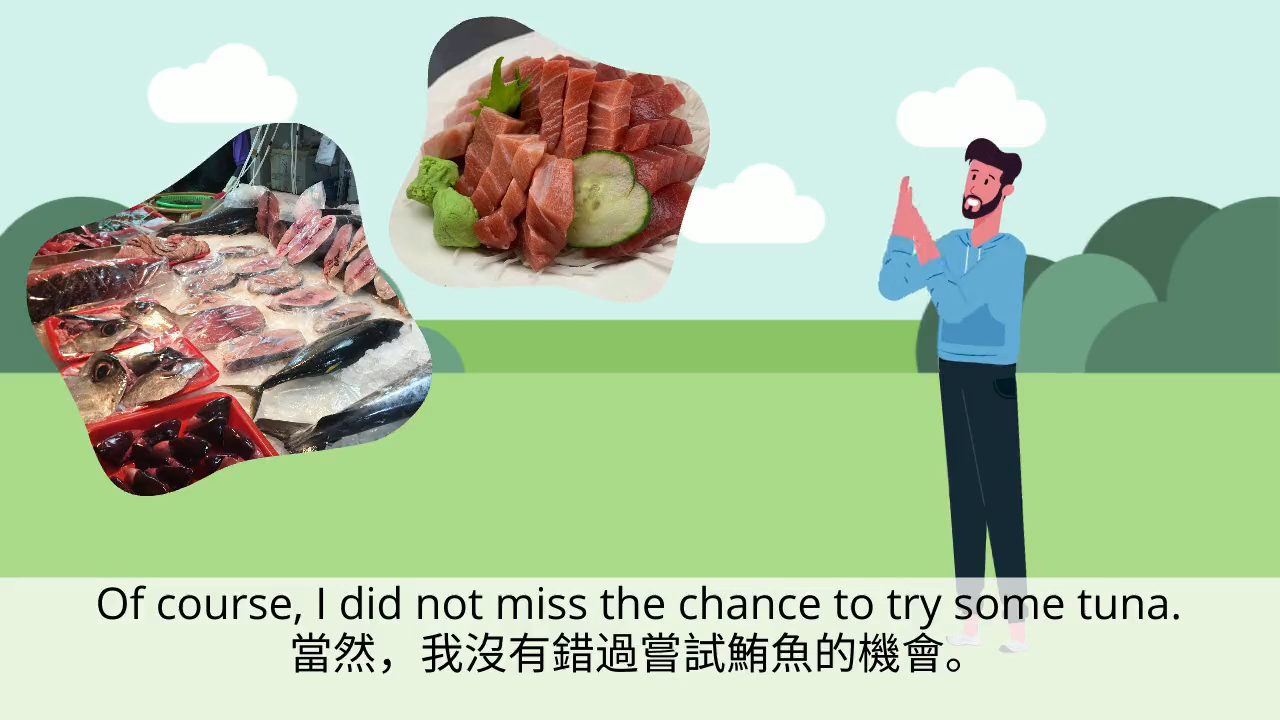 Of course, I did not miss the chance to try some tuna.
當然，我沒有錯過嘗試鮪魚的機會。